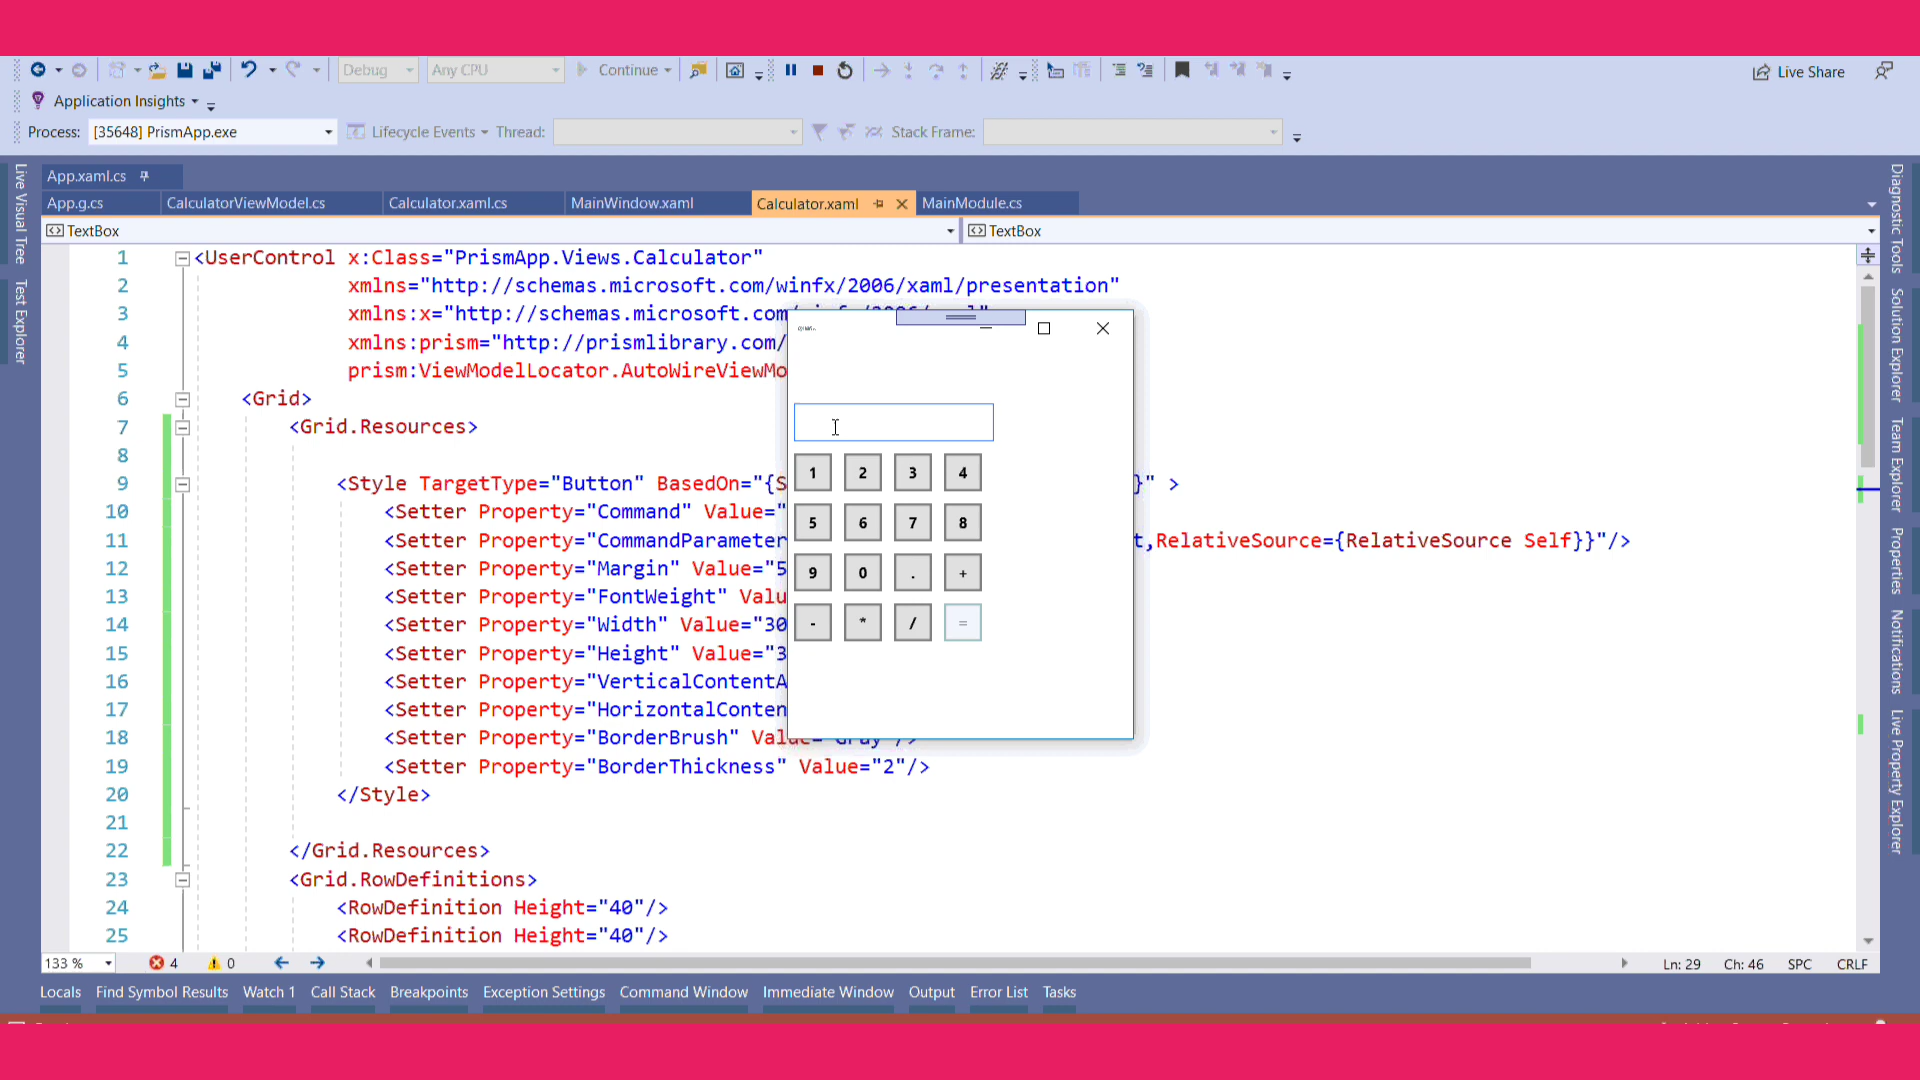 Debug
Any CPU
Continue
Live Share
Application Insights
Process: [35648] PrismApp.exe
Lifecycle Events
Thread:
Stack Frame:
App.xaml.cs
App.g.cs
CalculatorViewModel.cs
Calculator.xaml.cs
MainWindow.xaml
Calculator.xaml
MainModule.cs
TextBox
TextBox
Live Visual Tree
Test Explorer
1 <UserControl x:Class="PrismApp.Views.Calculator"
2 xmlns="http://schemas.microsoft.com/winfx/2006/xaml/presentation"
3 xmlns:x="http://schemas.microsoft.com/winfx/2006/xaml"
4 xmlns:prism="http://prismlibrary.com/
5 prism:ViewModelLocator.AutoWireViewMo
6 <Grid>
7 <Grid.Resources>
8
9 <Style TargetType="Button" BasedOn="{S }" >
10 <Setter Property="Command" Value="
11 <Setter Property="CommandParameter t,RelativeSource={RelativeSource Self}}"/>
12 <Setter Property="Margin" Value="5
13 <Setter Property="FontWeight" Valu
14 <Setter Property="Width" Value="30
15 <Setter Property="Height" Value="3
16 <Setter Property="VerticalContentA
17 <Setter Property="HorizontalConten
18 <Setter Property="BorderBrush" Value="Gray"/>
19 <Setter Property="BorderThickness" Value="2"/>
20 </Style>
21
22 </Grid.Resources>
23 <Grid.RowDefinitions>
24 <RowDefinition Height="40"/>
25 <RowDefinition Height="40"/>
1 2 3 4
5 6 7 8
9 0 . +
- * / =
Diagnostic Tools
Solution Explorer
Team Explorer
Properties
Notifications
Live Property Explorer
133 %
4
0
Ln: 29
Ch: 46
SPC
CRLF
Locals
Find Symbol Results
Watch 1
Call Stack
Breakpoints
Exception Settings
Command Window
Immediate Window
Output
Error List
Tasks